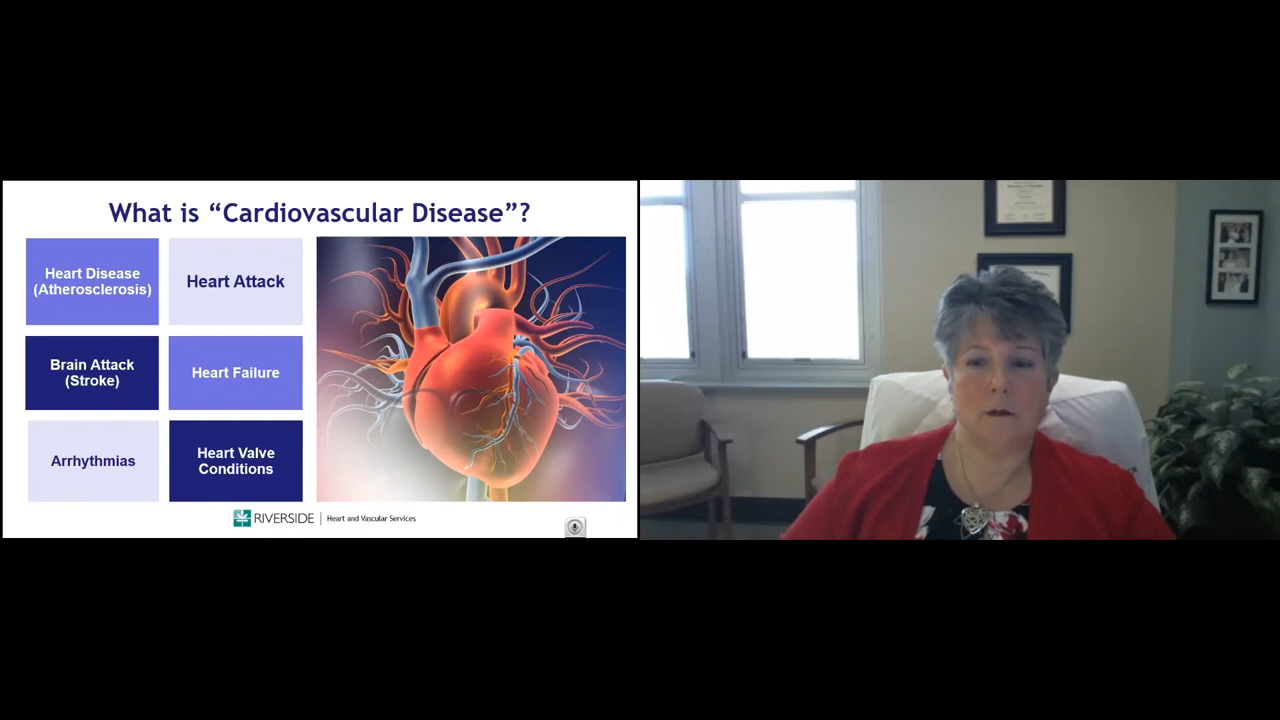 What is “Cardiovascular Disease”?
Heart Disease
(Atherosclerosis)
Heart Attack
Brain Attack
(Stroke)
Heart Failure
Arrhythmias
Heart Valve
Conditions
RIVERSIDE | Heart and Vascular Services